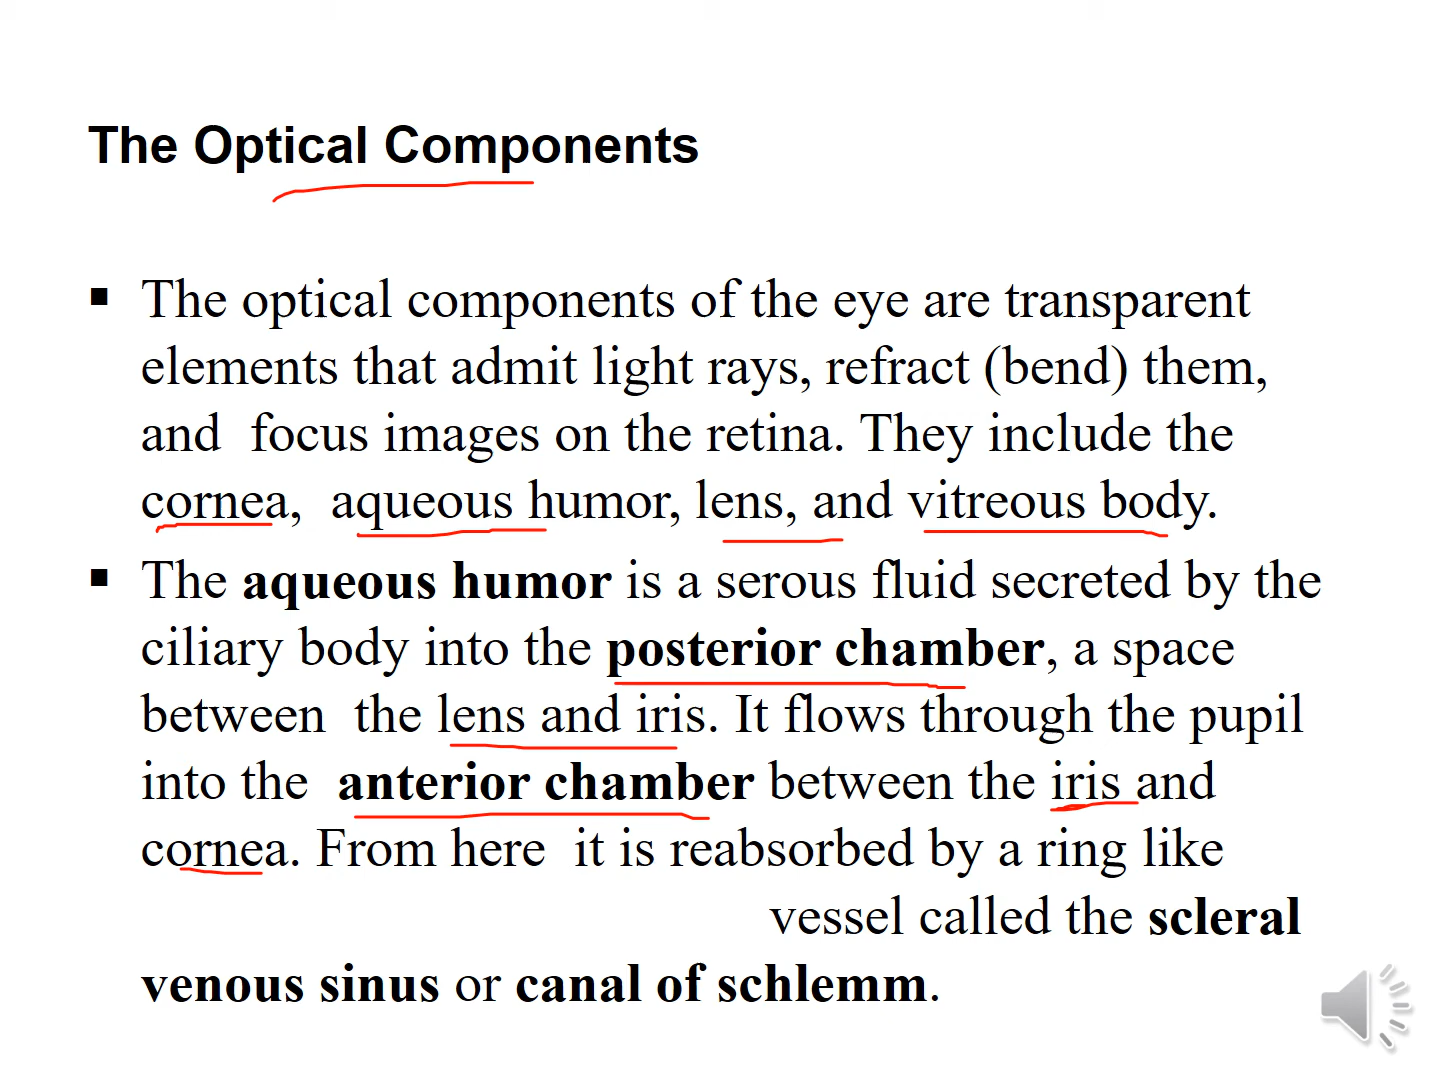 The Optical Components
▪ The optical components of the eye are transparent
elements that admit light rays, refract (bend) them,
and focus images on the retina. They include the
cornea, aqueous humor, lens, and vitreous body.
▪ The aqueous humor is a serous fluid secreted by the
ciliary body into the posterior chamber, a space
between the lens and iris. It flows through the pupil
into the anterior chamber between the iris and
cornea. From here it is reabsorbed by a ring like
vessel called the scleral
venous sinus or canal of schlemm.